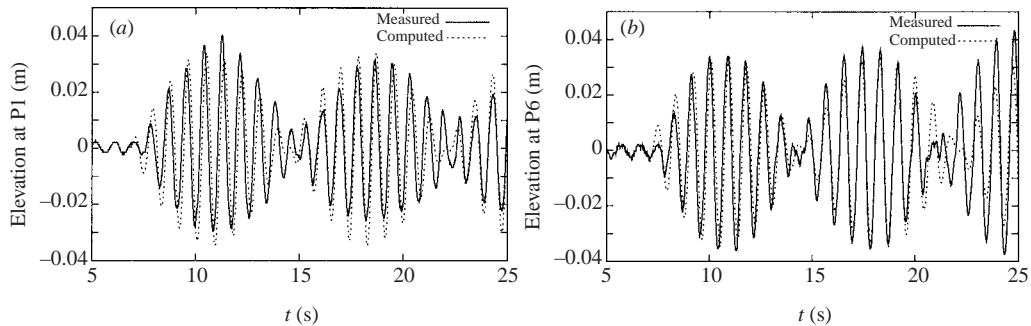 0.04
(a)
Measured
Computed
0.02
0
−0.02
−0.04
Elevation at P1 (m)
5
10
15
20
25
t (s)
0.04
(b)
Measured
Computed
0.02
0
−0.02
−0.04
Elevation at P6 (m)
5
10
15
20
25
t (s)